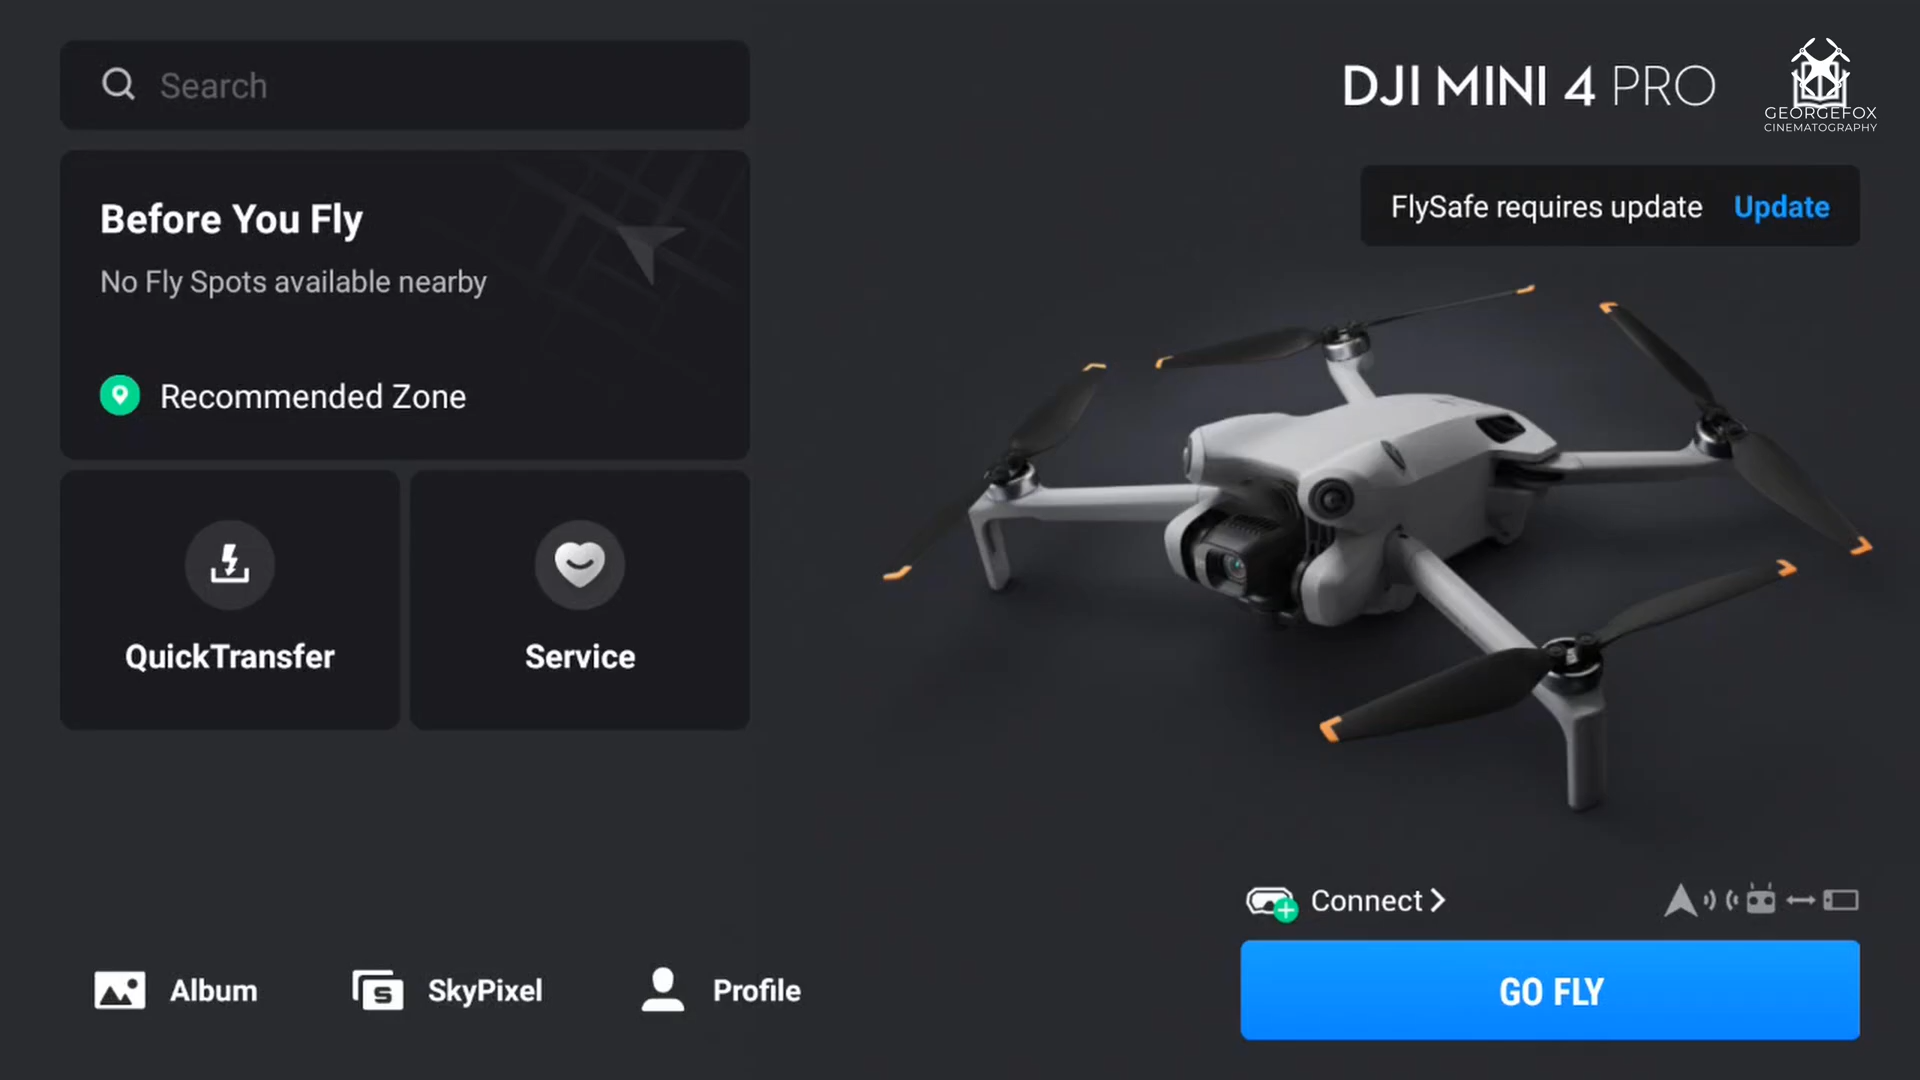 Search
DJI MINI 4 PRO
GEORGEFOX
CINEMATOGRAPHY
FlySafe requires update Update
Before You Fly
No Fly Spots available nearby
Recommended Zone
QuickTransfer
Service
Connect
Album
SkyPixel
Profile
GO FLY